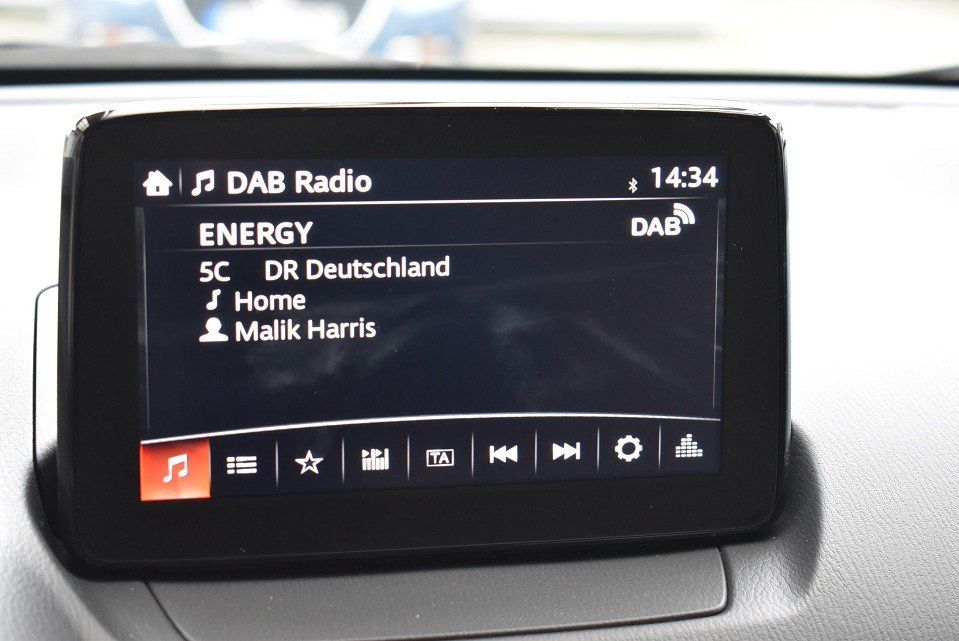 DAB Radio 14:34
ENERGY DAB
5C DR Deutschland
Home
Malik Harris
TA